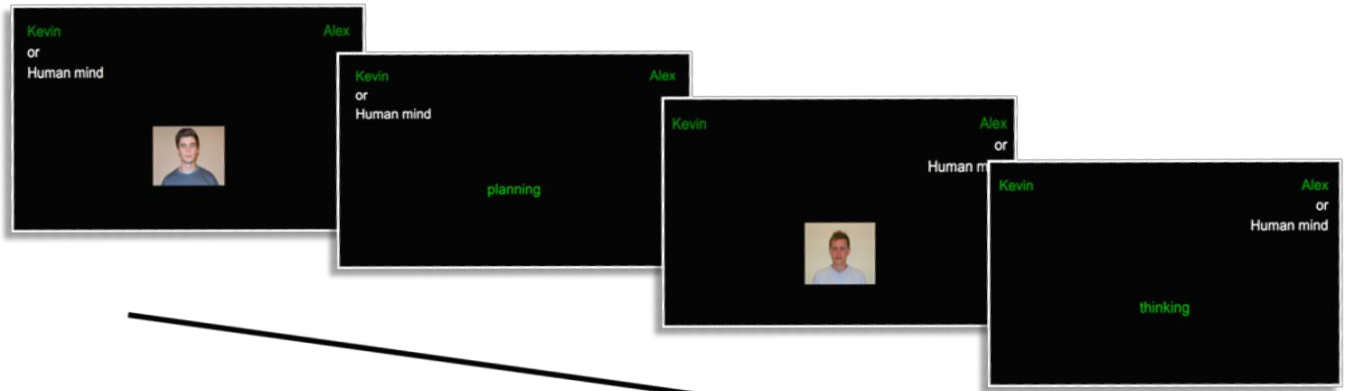 Kevin Alex
or
Human mind
Kevin Alex
or
Human mind
planning
Kevin Alex
or
Human m
Kevin Alex
or
Human mind
thinking